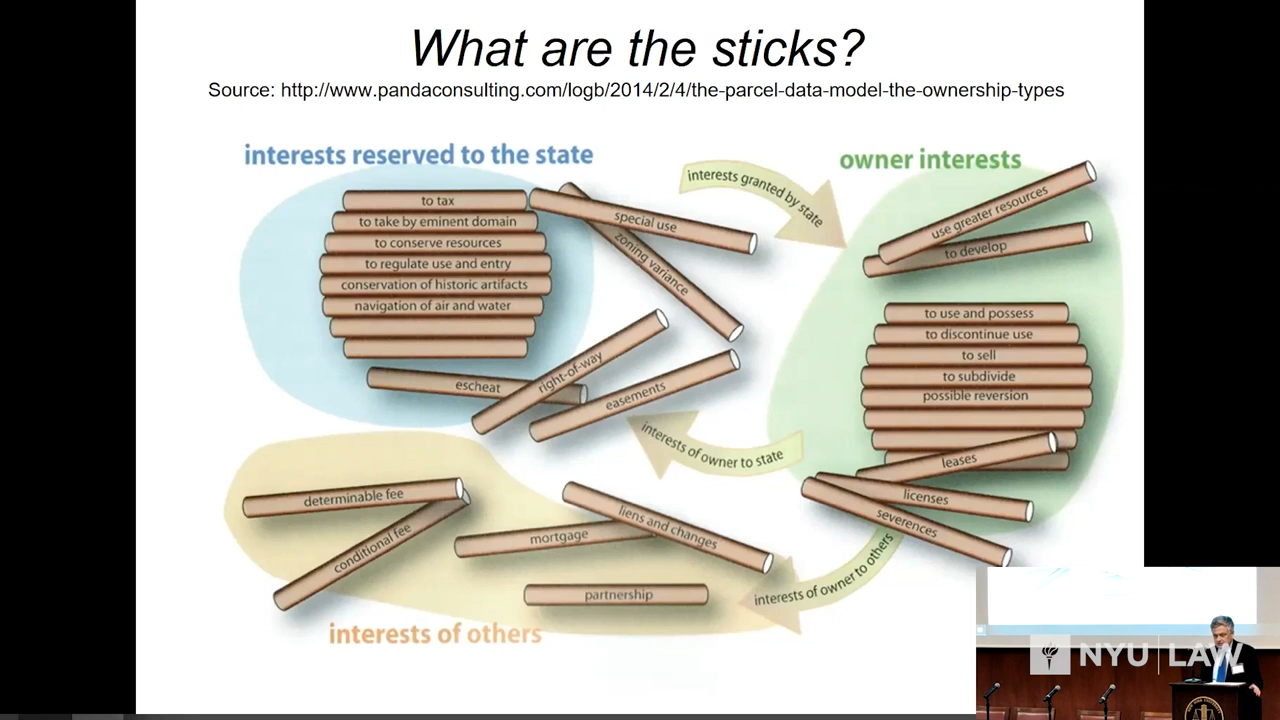 What are the sticks?
Source: http://www.pandaconsulting.com/logb/2014/2/4/the-parcel-data-model-the-ownership-types
interests reserved to the state
to tax
to take by eminent domain
to conserve resources
to regulate use and entry
conservation of historic artifacts
navigation of air and water
escheat
special use
zoning variance
right-of-way
easements
interests granted by state
owner interests
use greater resources
to develop
to use and possess
to discontinue use
to sell
to subdivide
possible reversion
leases
licenses
severences
interests of owner to state
interests of owner to others
determinable fee
conditional fee
mortgage
liens and changes
partnership
interests of others
NYU LAW